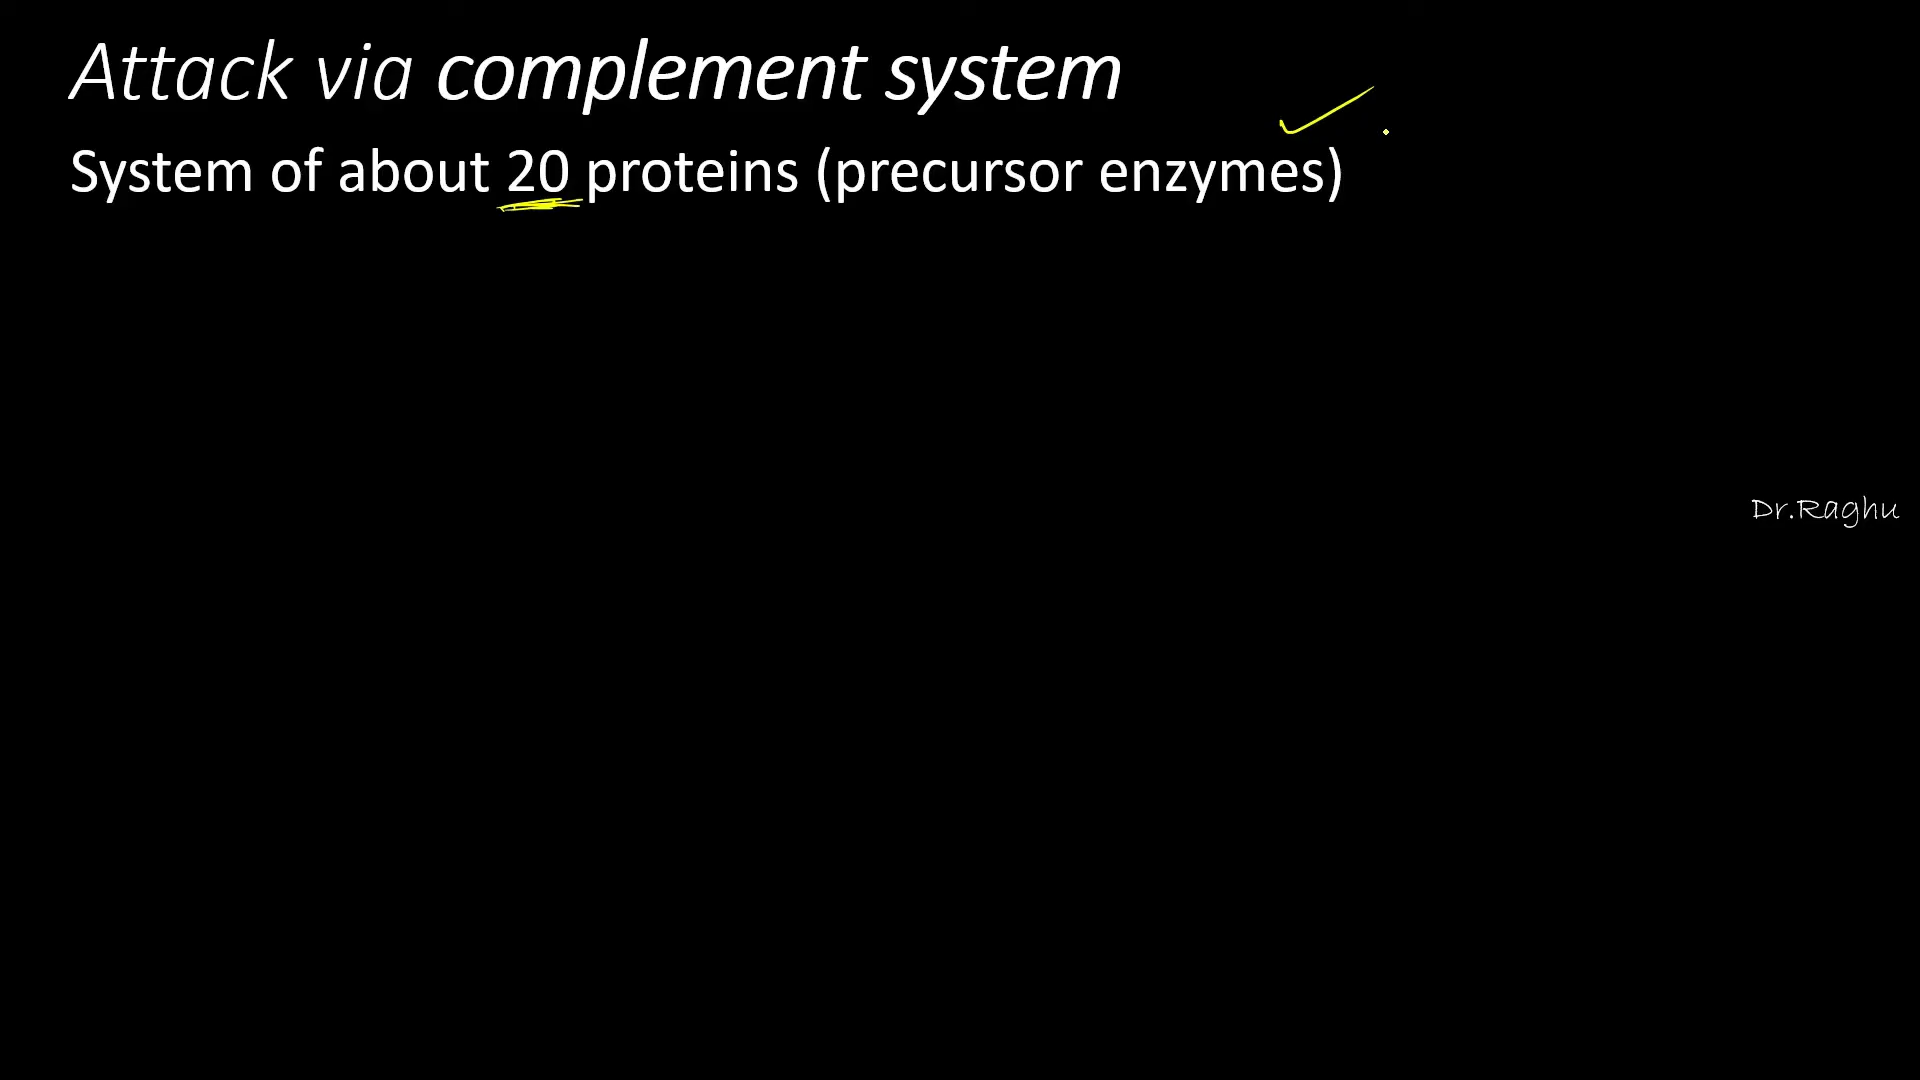 Attack via complement system
System of about 20 proteins (precursor enzymes)
Dr.Raghu